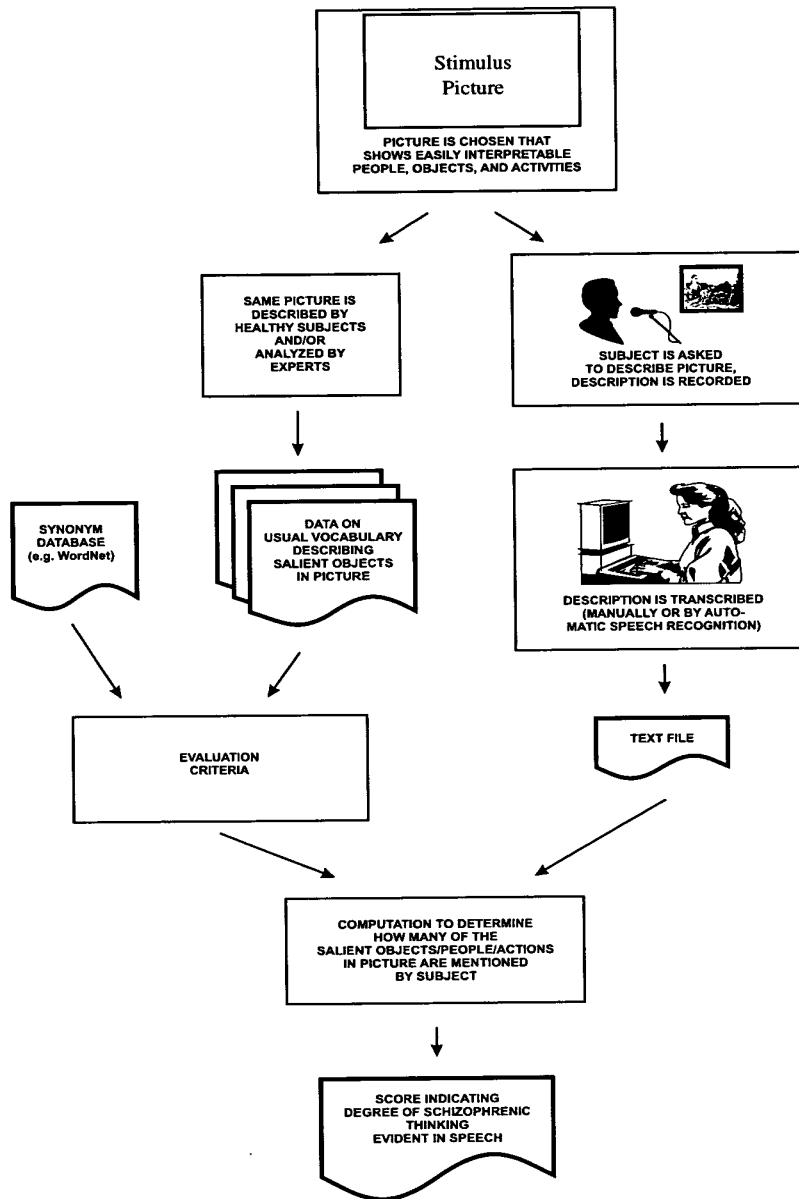 Stimulus
Picture
PICTURE IS CHOSEN THAT
SHOWS EASILY INTERPRETABLE
PEOPLE, OBJECTS, AND ACTIVITIES
SAME PICTURE IS
DESCRIBED BY
HEALTHY SUBJECTS
AND/OR
ANALYZED BY
EXPERTS
SUBJECT IS ASKED
TO DESCRIBE PICTURE,
DESCRIPTION IS RECORDED
SYNONYM
DATABASE
(e.g. WordNet)
DATA ON
USUAL VOCABULARY
DESCRIBING
SALIENT OBJECTS
IN PICTURE
DESCRIPTION IS TRANSCRIBED
(MANUALLY OR BY AUTO-
MATIC SPEECH RECOGNITION)
EVALUATION
CRITERIA
TEXT FILE
COMPUTATION TO DETERMINE
HOW MANY OF THE
SALIENT OBJECTS/PEOPLE/ACTIONS
IN PICTURE ARE MENTIONED
BY SUBJECT
SCORE INDICATING
DEGREE OF SCHIZOPHRENIC
THINKING
EVIDENT IN SPEECH